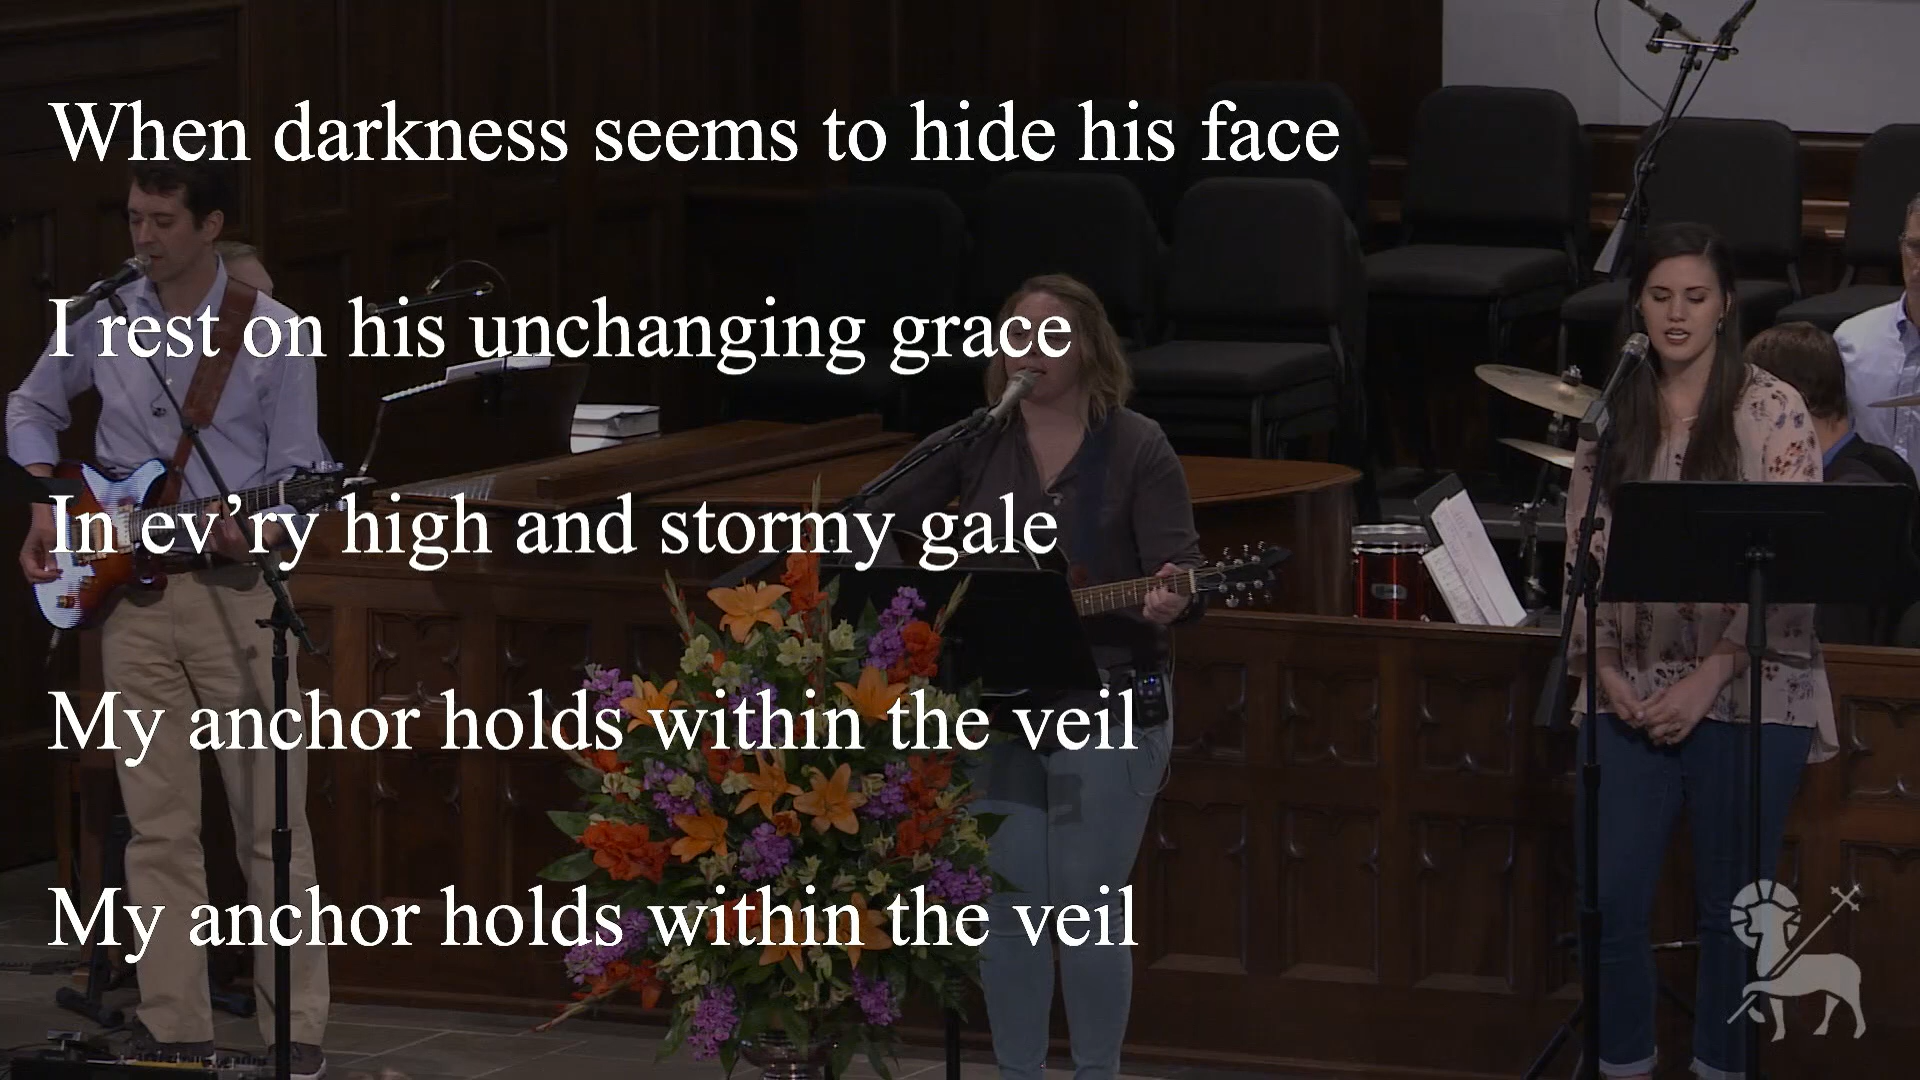 When darkness seems to hide his face
I rest on his unchanging grace
In ev’ry high and stormy gale
My anchor holds within the veil
My anchor holds within the veil